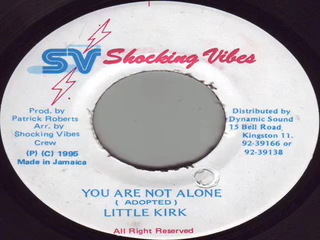 SV Shocking Vibes
Prod. by
Patrick Roberts
Arr. by
Shocking Vibes
Crew
(P) (C) 1995
Made in Jamaica
Distributed by
Dynamic Sound
15 Bell Road,
Kingston 11.
92-39166 or
92-39138
YOU ARE NOT ALONE
( ADOPTED )
LITTLE KIRK
All Right Reserved